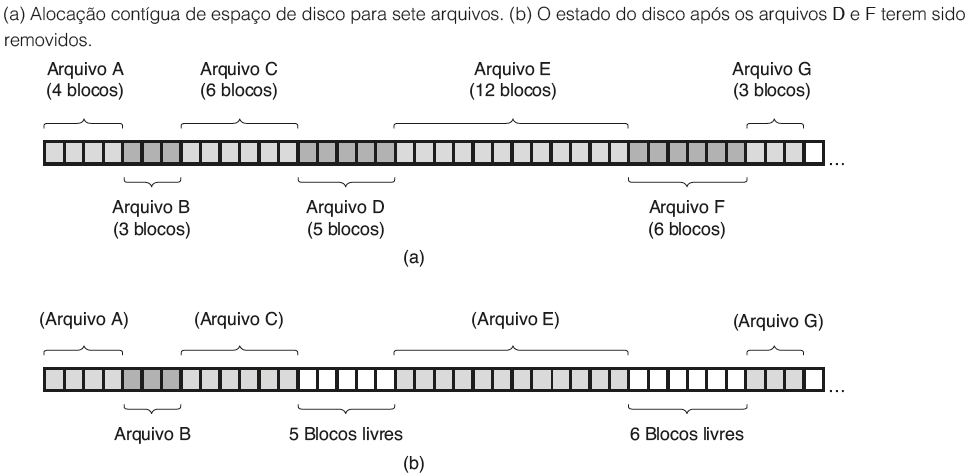 (a) Alocação contígua de espaço de disco para sete arquivos. (b) O estado do disco após os arquivos D e F terem sido
removidos.
Arquivo A
(4 blocos)
Arquivo C
(6 blocos)
Arquivo E
(12 blocos)
Arquivo G
(3 blocos)
...
Arquivo B
(3 blocos)
Arquivo D
(5 blocos)
Arquivo F
(6 blocos)
(a)
(Arquivo A)
(Arquivo C)
(Arquivo E)
(Arquivo G)
...
Arquivo B
5 Blocos livres
6 Blocos livres
(b)